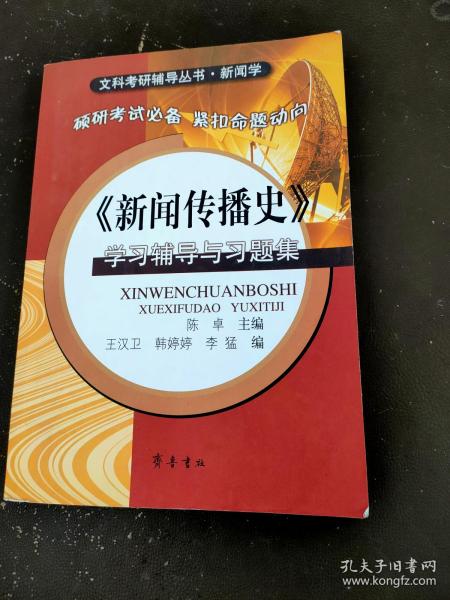 文科考研辅导丛书·新闻学
硕研考试必备 紧扣命题动向
《新闻传播史》
学习辅导与习题集
XINWENCHUANBOSHI
XUEXIFUDAO YUXITIJI
陈卓 主编
王汉卫 韩婷婷 李猛 编
齐鲁书社
孔夫子旧书网
www.kongfz.com